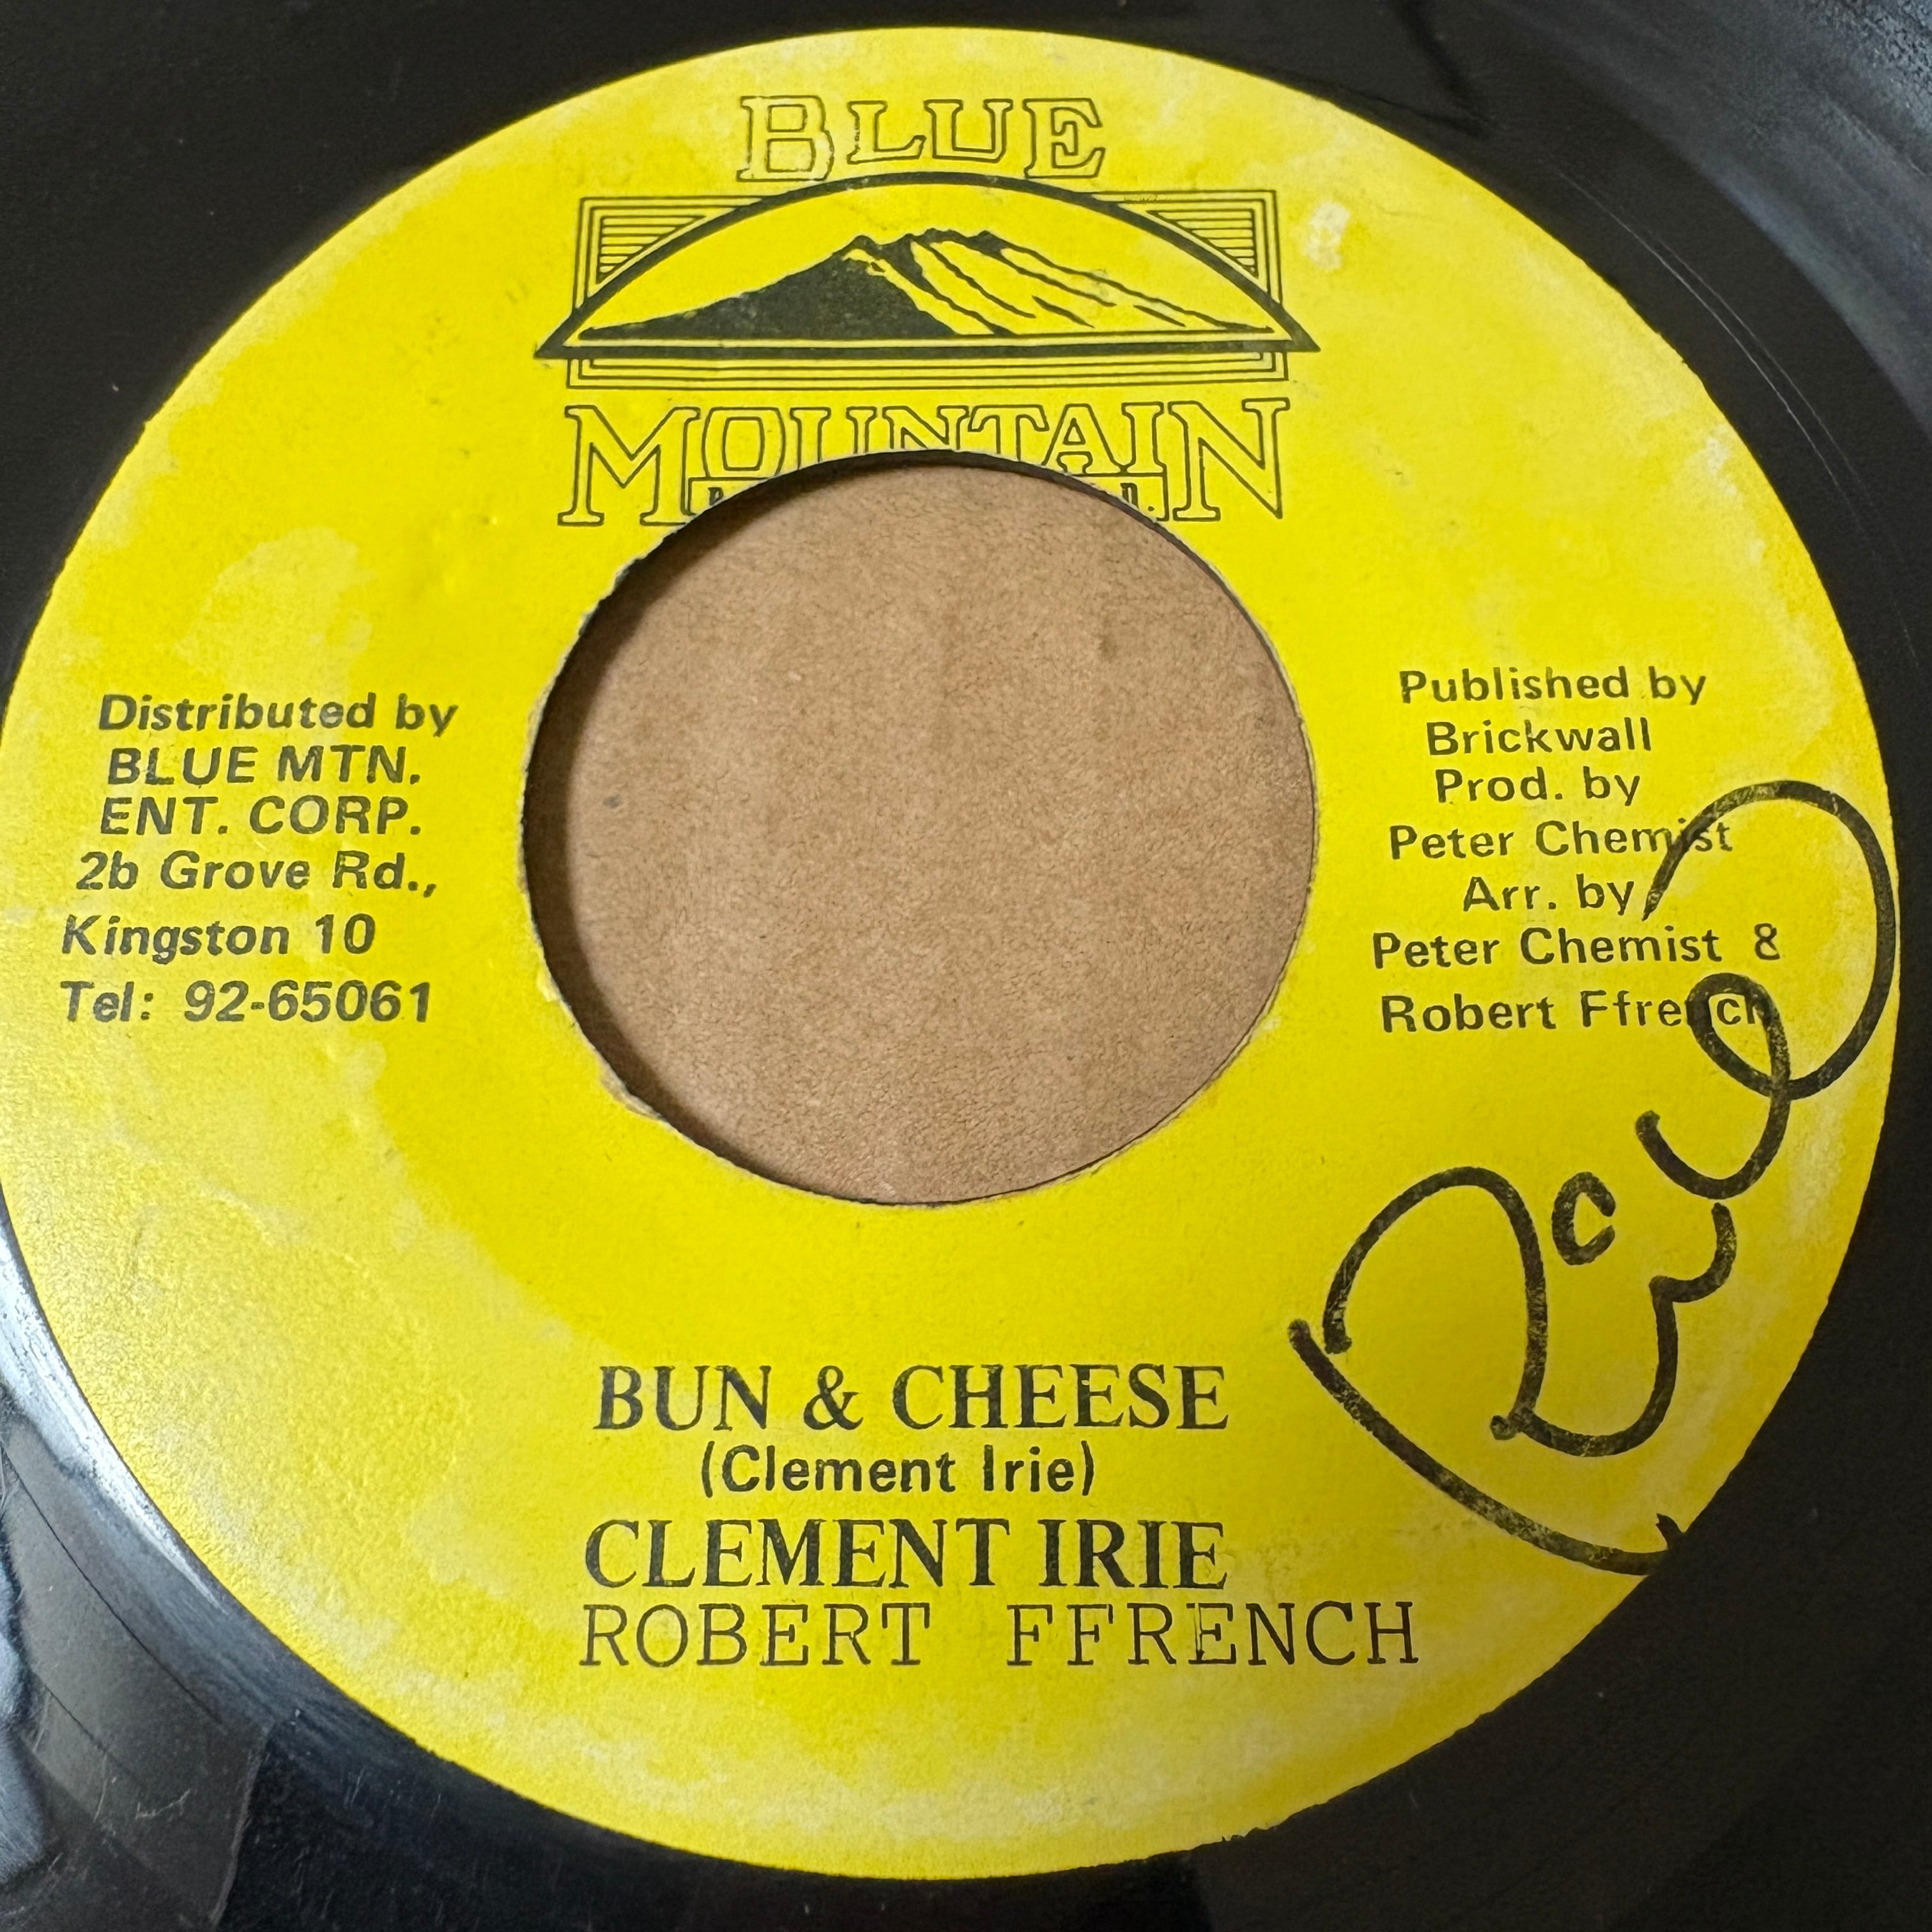 BLUE
MOUNTAIN
Distributed by
BLUE MTN.
ENT. CORP.
2b Grove Rd.,
Kingston 10
Tel: 92-65061
Published by
Brickwall
Prod. by
Peter Chemist
Arr. by
Peter Chemist &
Robert Ffrench
BUN & CHEESE
(Clement Irie)
CLEMENT IRIE
ROBERT FFRENCH